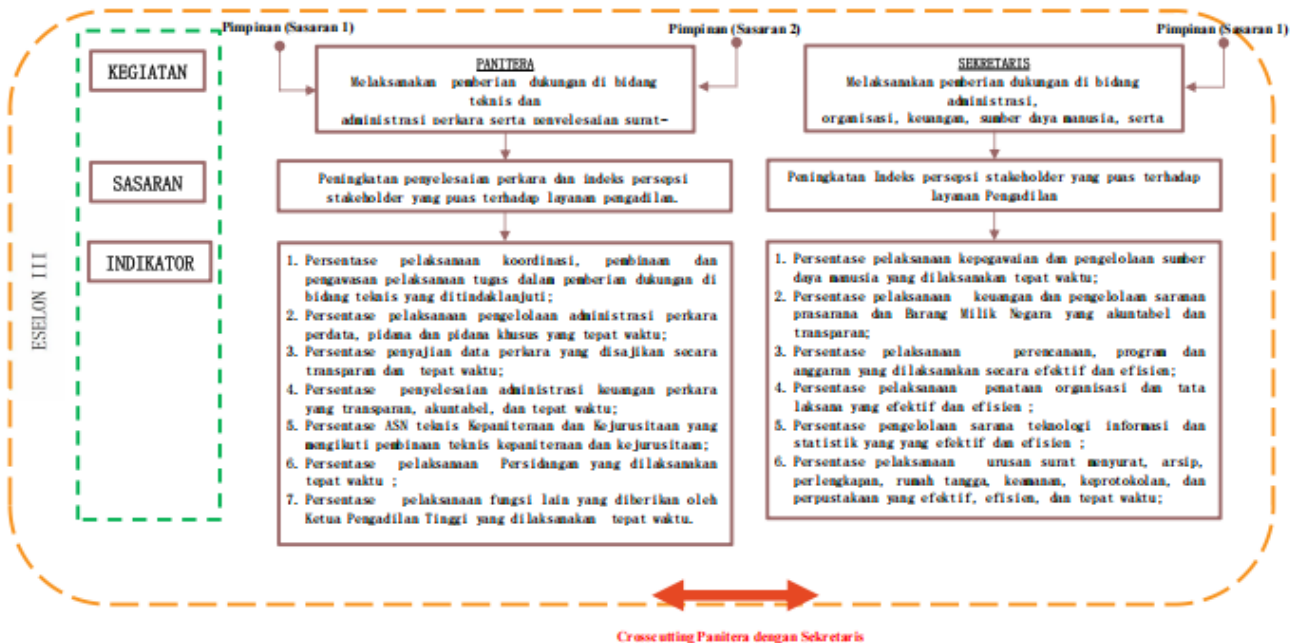 Pimpinan (Sasaran 1)
Pimpinan (Sasaran 2)
Pimpinan (Sasaran 1)
KEGIATAN
PANITERA
Melaksanakan pemberian dukungan di bidang
teknis dan
administrasi perkara serta penyelesaian surat-
SEKRETARIS
Melaksanakan pemberian dukungan di bidang
administrasi,
organisasi, keuangan, sumber daya manusia, serta
SASARAN
Peningkatan penyelesaian perkara dan indeks persepsi
stakeholder yang puas terhadap layanan pengadilan.
Peningkatan Indeks persepsi stakeholder yang puas terhadap
layanan Pengadilan
ESELON III
INDIKATOR
1. Persentase pelaksanaan koordinasi, pembinaan dan
pengawasan pelaksanaan tugas dalam pemberian dukungan di
bidang teknis yang ditindaklanjuti;
2. Persentase pelaksanaan pengelolaan administrasi perkara
perdata, pidana dan pidana khusus yang tepat waktu;
3. Persentase penyajian data perkara yang disajikan secara
transparan dan tepat waktu;
4. Persentase penyelesaian administrasi keuangan perkara
yang transparan, akuntabel, dan tepat waktu;
5. Persentase ASN teknis Kepaniteraan dan Kejurusitaan yang
mengikuti pembinaan teknis kepaniteraan dan kejurusitaan;
6. Persentase pelaksanaan Persidangan yang dilaksanakan
tepat waktu ;
7. Persentase pelaksanaan fungsi lain yang diberikan oleh
Ketua Pengadilan Tinggi yang dilaksanakan tepat waktu.
1. Persentase pelaksanaan kepegawaian dan pengelolaan sumber
daya manusia yang dilaksanakan tepat waktu;
2. Persentase pelaksanaan keuangan dan pengelolaan saranan
prasarana dan Barang Milik Negara yang akuntabel dan
transparan;
3. Persentase pelaksanaan perencanaan, program dan
anggaran yang dilaksanakan secara efektif dan efisien;
4. Persentase pelaksanaan penataan organisasi dan tata
laksana yang efektif dan efisien ;
5. Persentase pengelolaan sarana teknologi informasi dan
statistik yang yang efektif dan efisien ;
6. Persentase pelaksanaan urusan surat menyurat, arsip,
perlengkapan, rumah tangga, keamanan, keprotokolan, dan
perpustakaan yang efektif, efisien, dan tepat waktu;
Crosscutting Panitera dengan Sekretaris